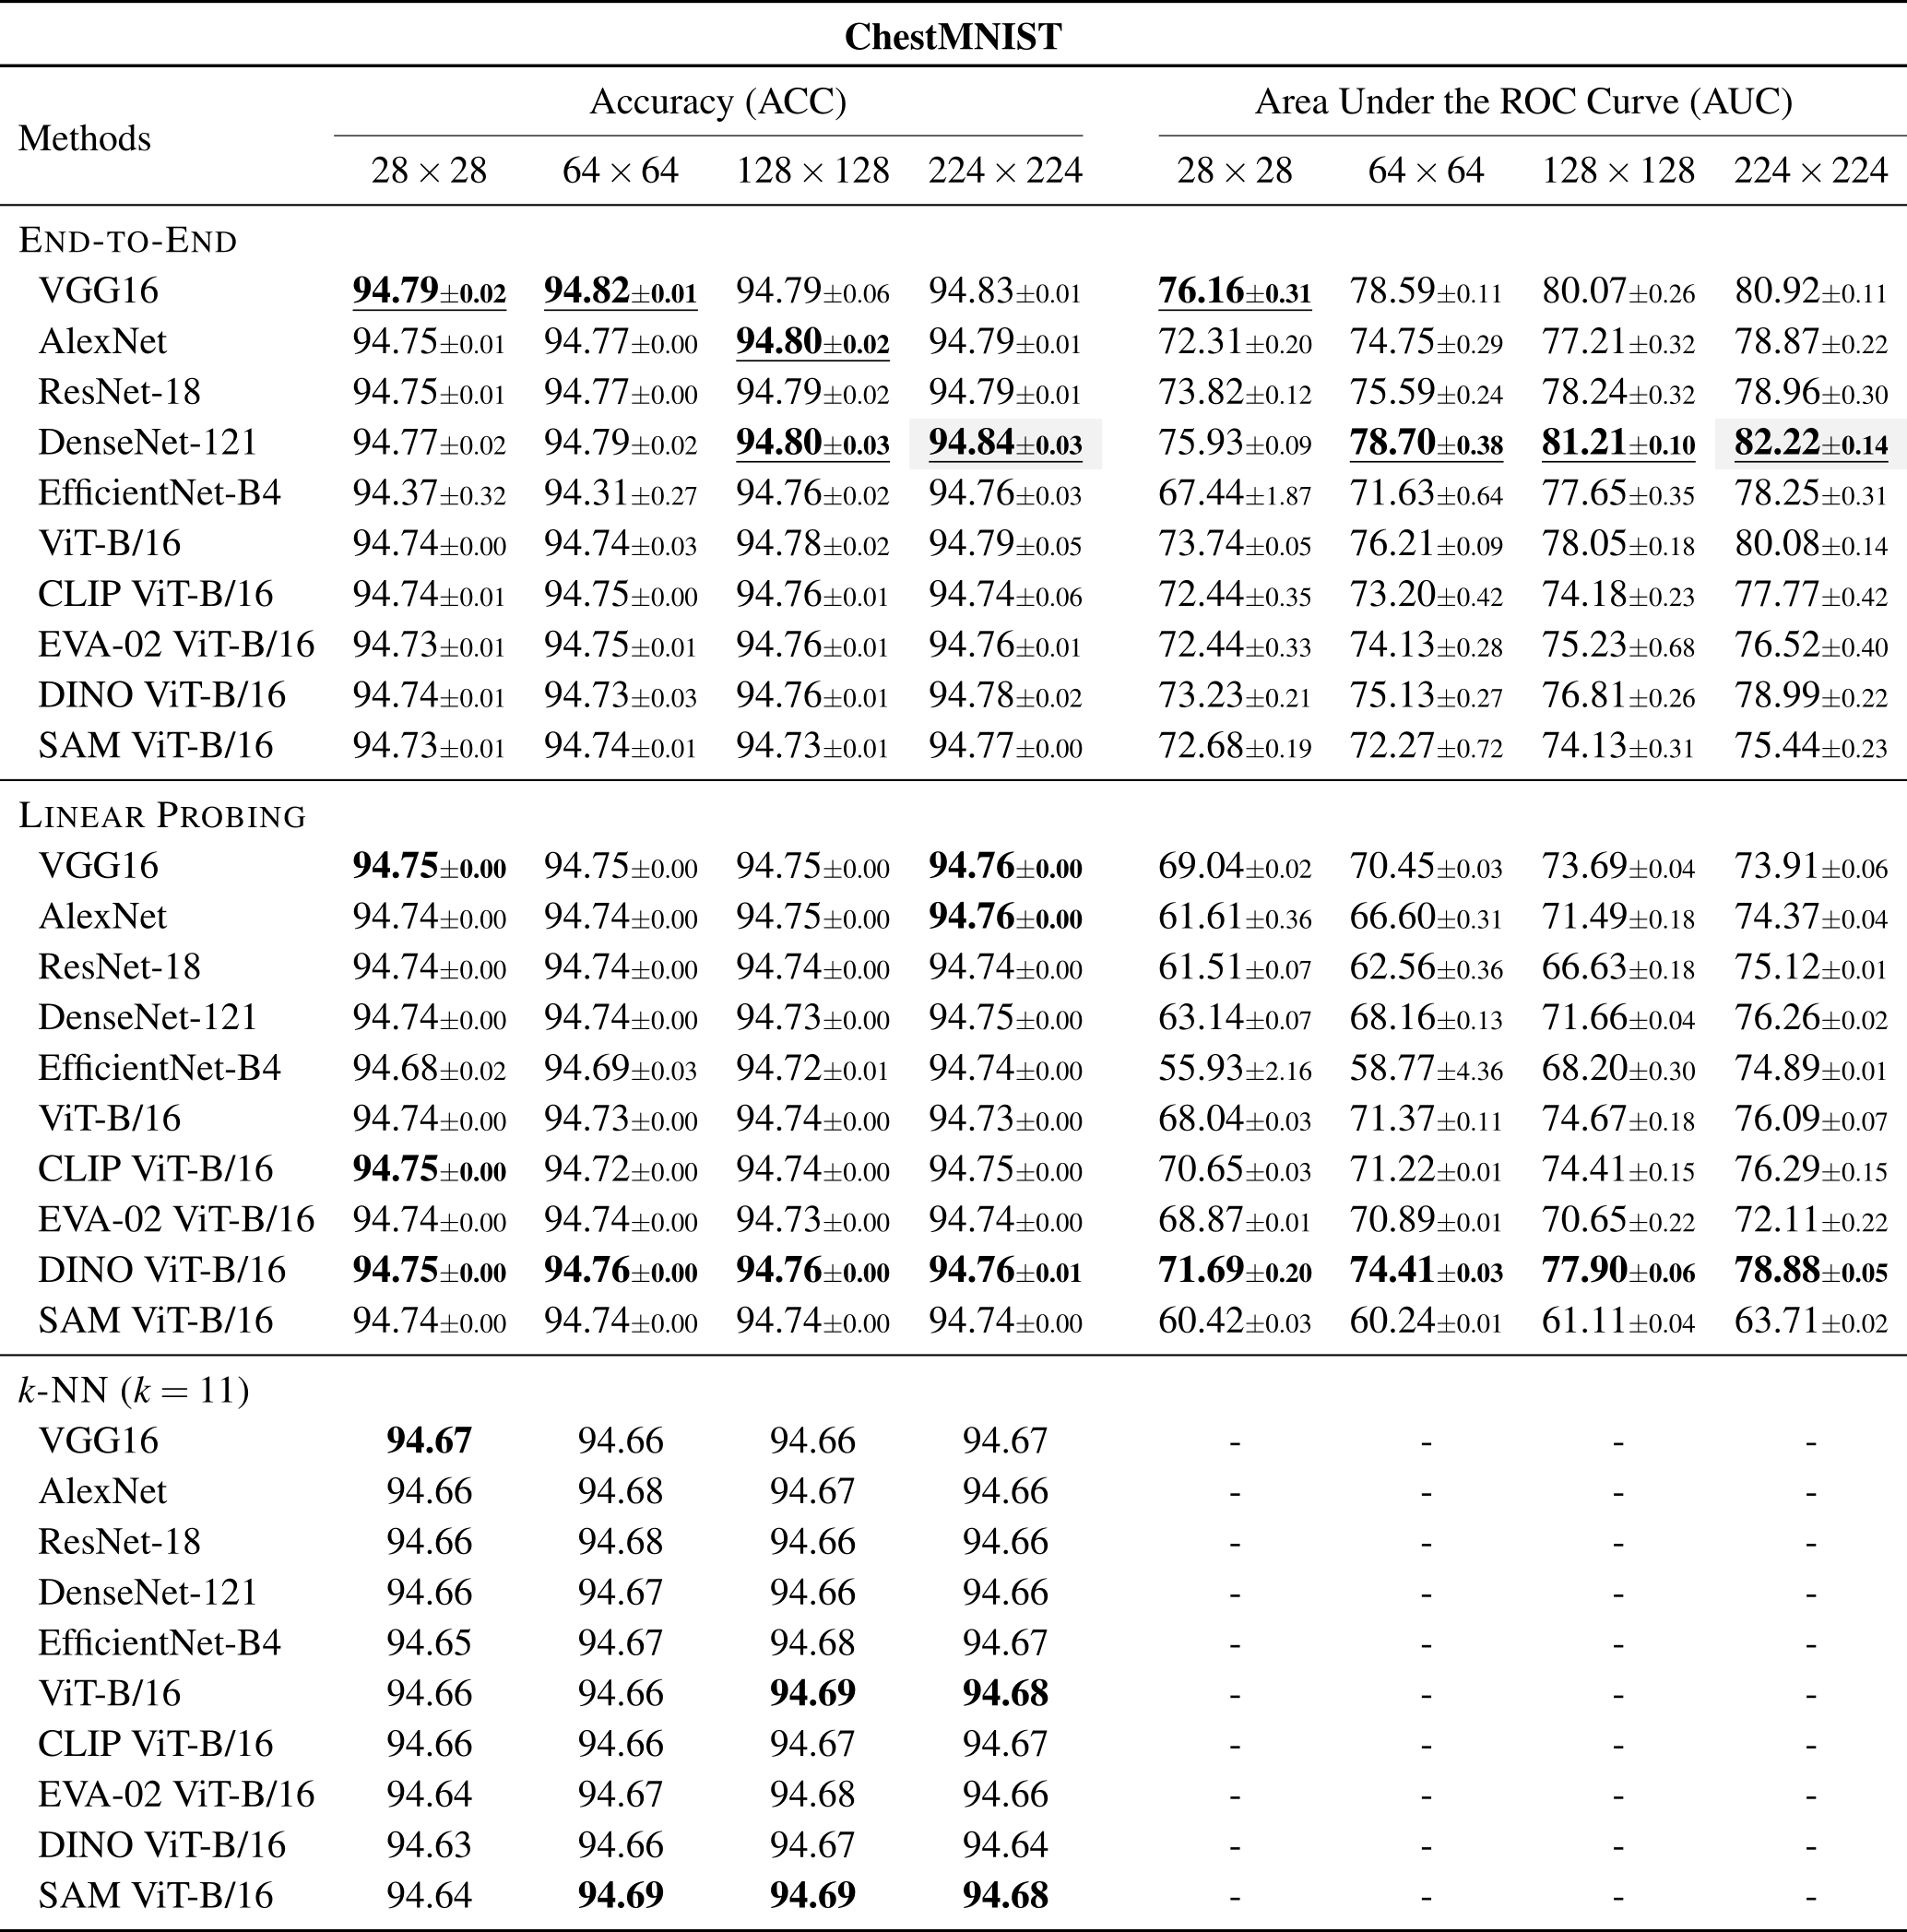 ChestMNIST
Methods Accuracy (ACC) Area Under the ROC Curve (AUC)
28 × 28 64 × 64 128 × 128 224 × 224 28 × 28 64 × 64 128 × 128 224 × 224
END-TO-END
VGG16 94.79±0.02 94.82±0.01 94.79±0.06 94.83±0.01 76.16±0.31 78.59±0.11 80.07±0.26 80.92±0.11
AlexNet 94.75±0.01 94.77±0.00 94.80±0.02 94.79±0.01 72.31±0.20 74.75±0.29 77.21±0.32 78.87±0.22
ResNet-18 94.75±0.01 94.77±0.00 94.79±0.02 94.79±0.01 73.82±0.12 75.59±0.24 78.24±0.32 78.96±0.30
DenseNet-121 94.77±0.02 94.79±0.02 94.80±0.03 94.84±0.03 75.93±0.09 78.70±0.38 81.21±0.10 82.22±0.14
EfficientNet-B4 94.37±0.32 94.31±0.27 94.76±0.02 94.76±0.03 67.44±1.87 71.63±0.64 77.65±0.35 78.25±0.31
ViT-B/16 94.74±0.00 94.74±0.03 94.78±0.02 94.79±0.05 73.74±0.05 76.21±0.09 78.05±0.18 80.08±0.14
CLIP ViT-B/16 94.74±0.01 94.75±0.00 94.76±0.01 94.74±0.06 72.44±0.35 73.20±0.42 74.18±0.23 77.77±0.42
EVA-02 ViT-B/16 94.73±0.01 94.75±0.01 94.76±0.01 94.76±0.01 72.44±0.33 74.13±0.28 75.23±0.68 76.52±0.40
DINO ViT-B/16 94.74±0.01 94.73±0.03 94.76±0.01 94.78±0.02 73.23±0.21 75.13±0.27 76.81±0.26 78.99±0.22
SAM ViT-B/16 94.73±0.01 94.74±0.01 94.73±0.01 94.77±0.00 72.68±0.19 72.27±0.72 74.13±0.31 75.44±0.23
LINEAR PROBING
VGG16 94.75±0.00 94.75±0.00 94.75±0.00 94.76±0.00 69.04±0.02 70.45±0.03 73.69±0.04 73.91±0.06
AlexNet 94.74±0.00 94.74±0.00 94.75±0.00 94.76±0.00 61.61±0.36 66.60±0.31 71.49±0.18 74.37±0.04
ResNet-18 94.74±0.00 94.74±0.00 94.74±0.00 94.74±0.00 61.51±0.07 62.56±0.36 66.63±0.18 75.12±0.01
DenseNet-121 94.74±0.00 94.74±0.00 94.73±0.00 94.75±0.00 63.14±0.07 68.16±0.13 71.66±0.04 76.26±0.02
EfficientNet-B4 94.68±0.02 94.69±0.03 94.72±0.01 94.74±0.00 55.93±2.16 58.77±4.36 68.20±0.30 74.89±0.01
ViT-B/16 94.74±0.00 94.73±0.00 94.74±0.00 94.73±0.00 68.04±0.03 71.37±0.11 74.67±0.18 76.09±0.07
CLIP ViT-B/16 94.75±0.00 94.72±0.00 94.74±0.00 94.75±0.00 70.65±0.03 71.22±0.01 74.41±0.15 76.29±0.15
EVA-02 ViT-B/16 94.74±0.00 94.74±0.00 94.73±0.00 94.74±0.00 68.87±0.01 70.89±0.01 70.65±0.22 72.11±0.22
DINO ViT-B/16 94.75±0.00 94.76±0.00 94.76±0.00 94.76±0.01 71.69±0.20 74.41±0.03 77.90±0.06 78.88±0.05
SAM ViT-B/16 94.74±0.00 94.74±0.00 94.74±0.00 94.74±0.00 60.42±0.03 60.24±0.01 61.11±0.04 63.71±0.02
k-NN (k = 11)
VGG16 94.67 94.66 94.66 94.67 - - - -
AlexNet 94.66 94.68 94.67 94.66 - - - -
ResNet-18 94.66 94.68 94.66 94.66 - - - -
DenseNet-121 94.66 94.67 94.66 94.66 - - - -
EfficientNet-B4 94.65 94.67 94.68 94.67 - - - -
ViT-B/16 94.66 94.66 94.69 94.68 - - - -
CLIP ViT-B/16 94.66 94.66 94.67 94.67 - - - -
EVA-02 ViT-B/16 94.64 94.67 94.68 94.66 - - - -
DINO ViT-B/16 94.63 94.66 94.67 94.64 - - - -
SAM ViT-B/16 94.64 94.69 94.69 94.68 - - - -